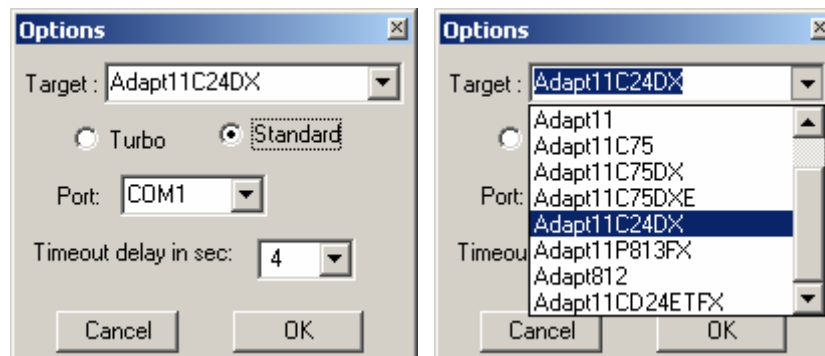 Options
Target : Adapt11C24DX
Turbo Standard
Port: COM1
Timeout delay in sec: 4
Cancel OK
Options
Target : Adapt11C24DX
Adapt11
Adapt11C75
Adapt11C75DX
Port: Adapt11C75DXE
Adapt11C24DX
Timeou Adapt11P813FX
Adapt812
Adapt11CD24ETFX
Cancel OK